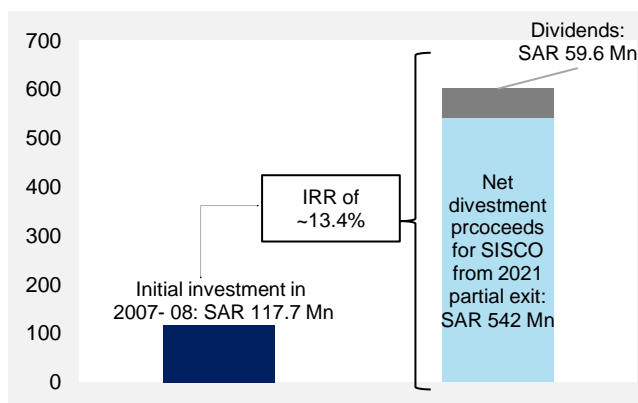 700
600
500
400
300
200
100
0
Dividends:
SAR 59.6 Mn
IRR of
~13.4%
Initial investment in
2007- 08: SAR 117.7 Mn
Net
divestment
prcoceeds
for SISCO
from 2021
partial exit:
SAR 542 Mn